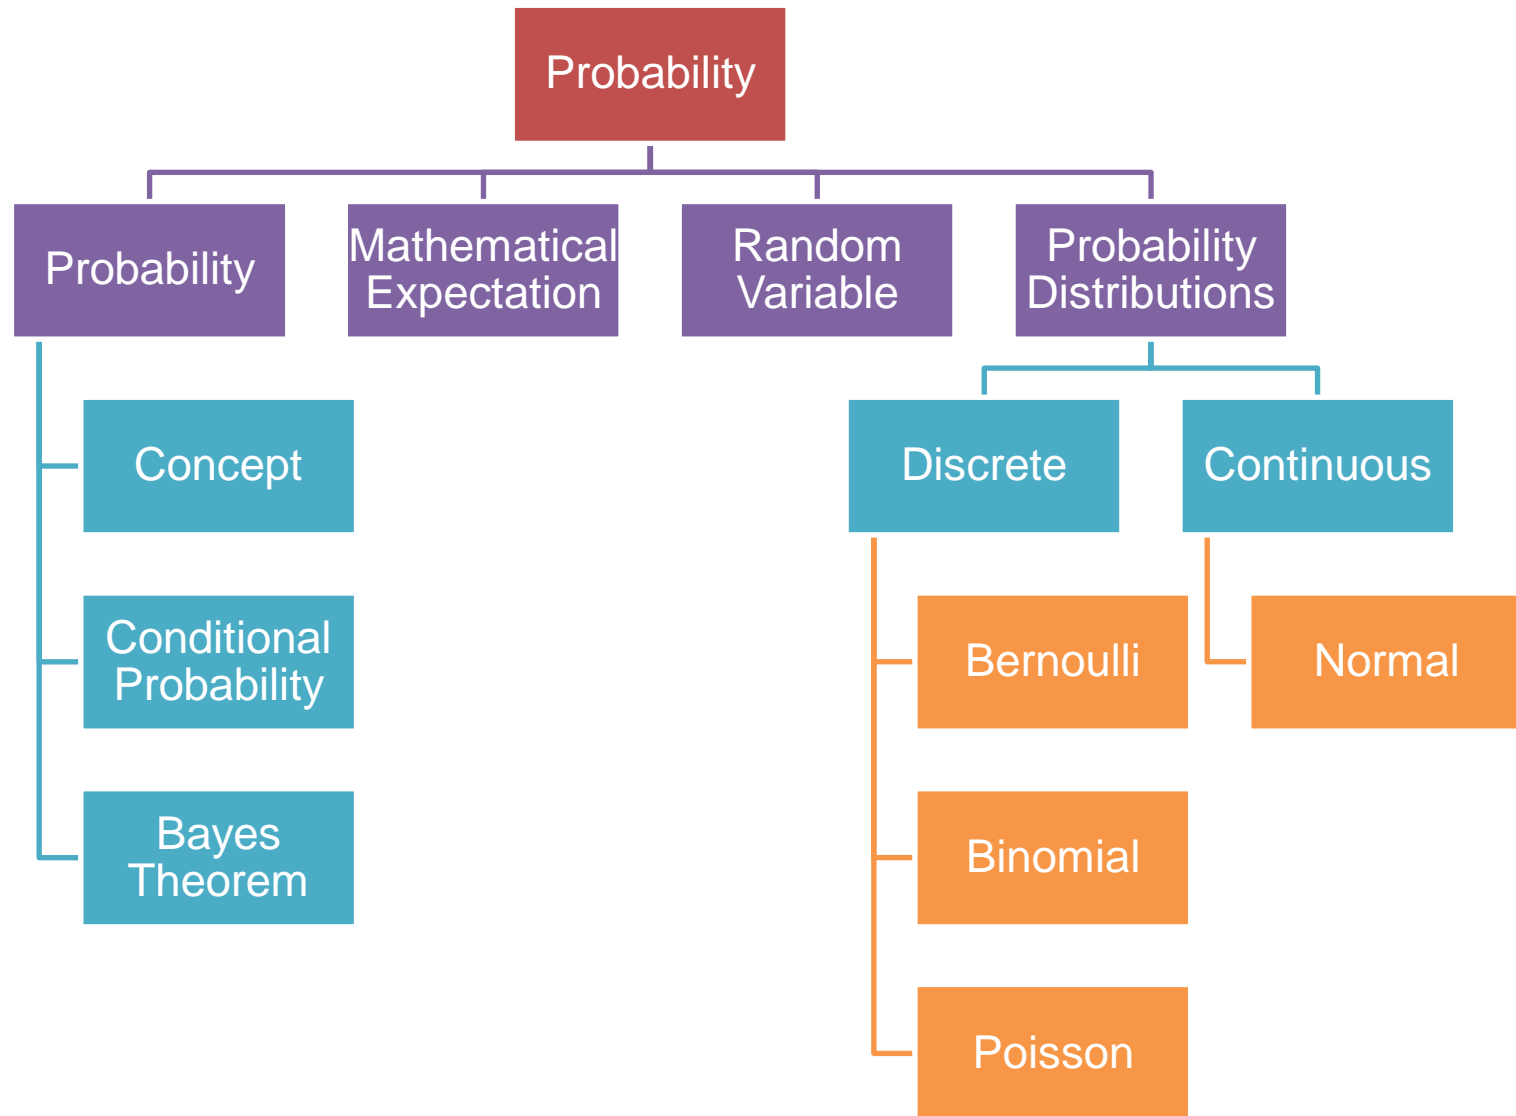 Probability
Probability
Mathematical
Expectation
Random
Variable
Probability
Distributions
Concept
Conditional
Probability
Bayes
Theorem
Discrete
Continuous
Bernoulli
Normal
Binomial
Poisson